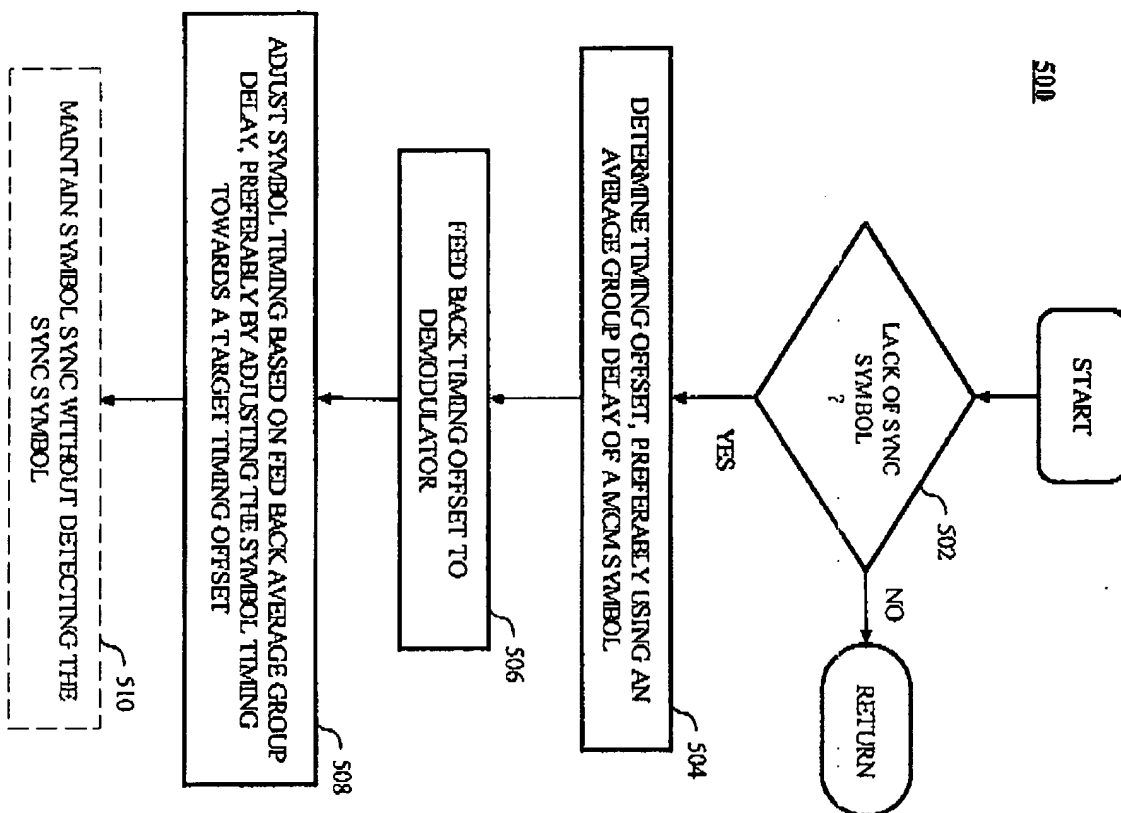 500
START
LACK OF SYNC
SYMBOL
?
502
NO
RETURN
YES
DETERMINE TIMING OFFSET, PREFERABLY USING AN
AVERAGE GROUP DELAY OF A MCM SYMBOL
504
FEED BACK TIMING OFFSET TO
DEMODULATOR
506
ADJUST SYMBOL TIMING BASED ON FED BACK AVERAGE GROUP
DELAY, PREFERABLY BY ADJUSTING THE SYMBOL TIMING
TOWARDS A TARGET TIMING OFFSET
508
MAINTAIN SYMBOL SYNC WITHOUT DETECTING THE
SYNC SYMBOL
510